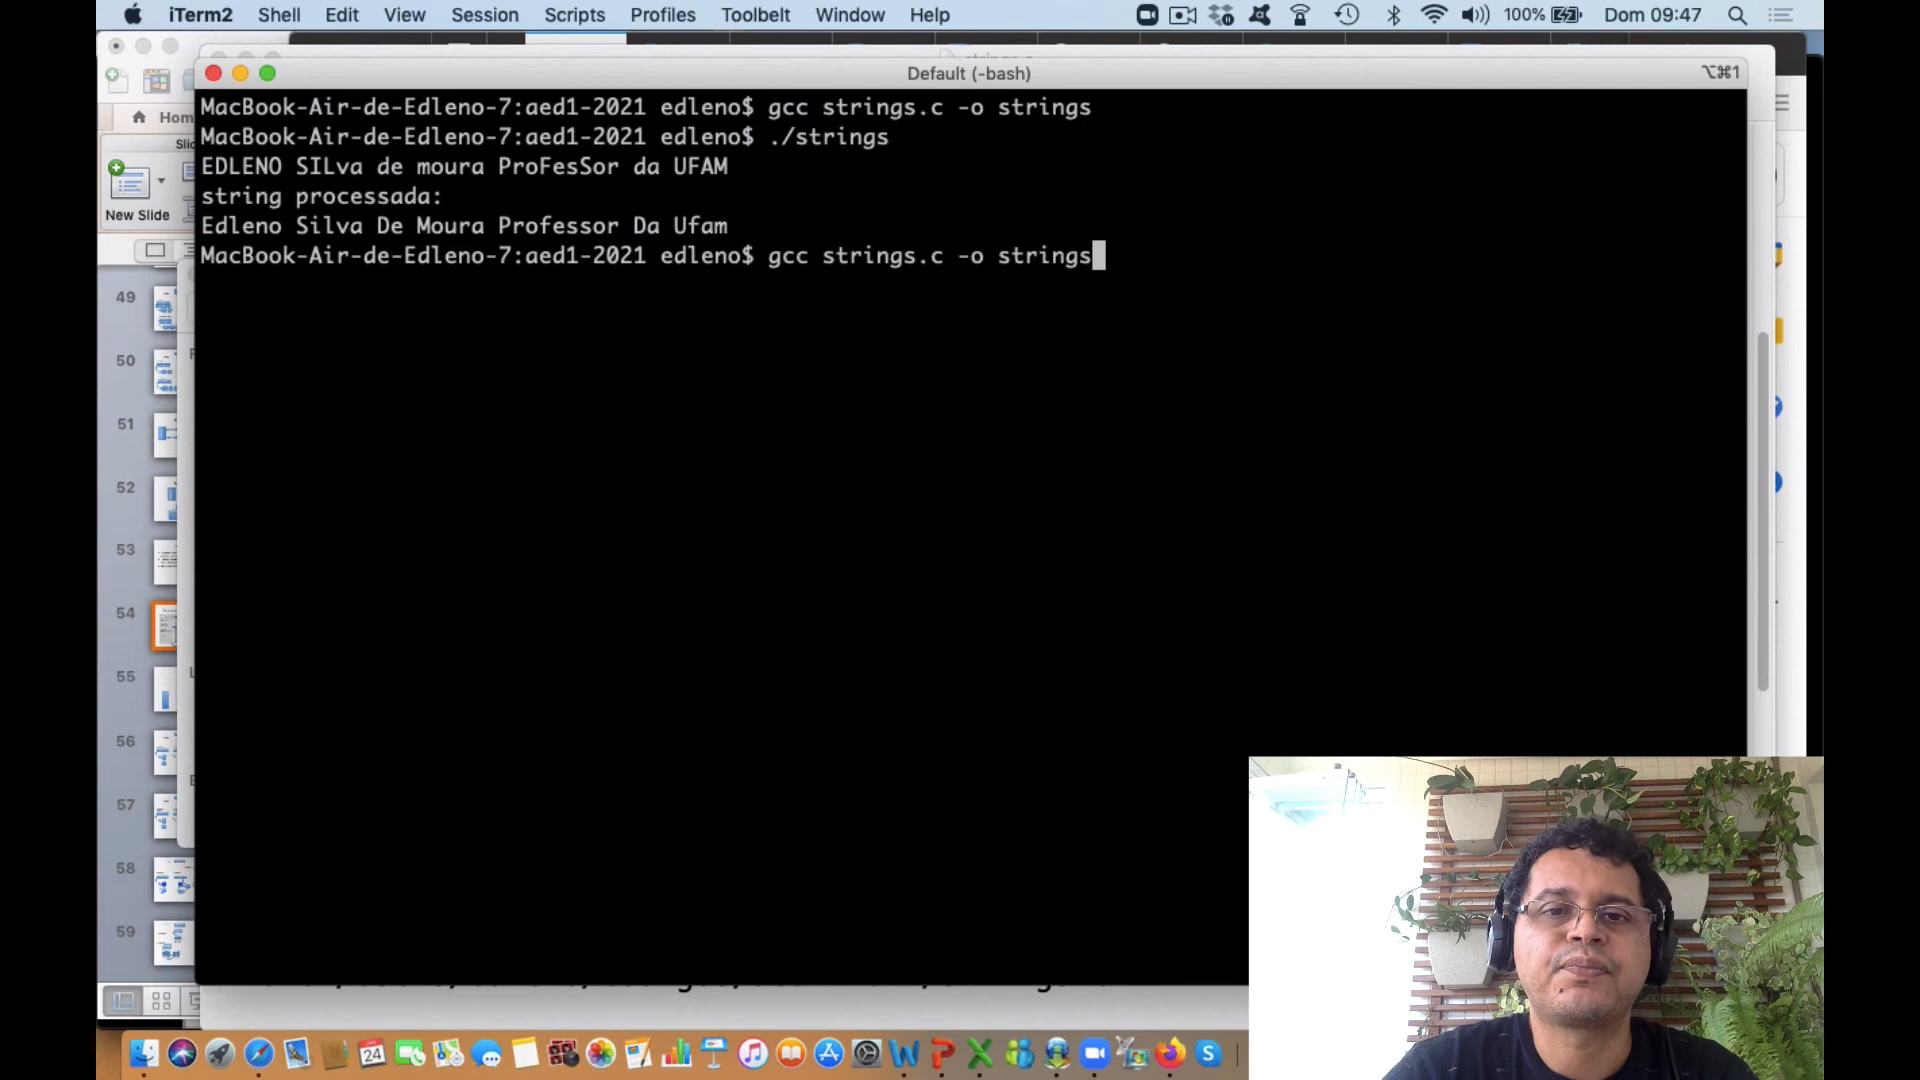 iTerm2 Shell Edit View Session Scripts Profiles Toolbelt Window Help 100% Dom 09:47
Default (-bash) ⌥⌘1
MacBook-Air-de-Edleno-7:aed1-2021 edleno$ gcc strings.c -o strings
MacBook-Air-de-Edleno-7:aed1-2021 edleno$ ./strings
EDLENO SILva de moura ProFesSor da UFAM
string processada:
Edleno Silva De Moura Professor Da Ufam
MacBook-Air-de-Edleno-7:aed1-2021 edleno$ gcc strings.c -o strings
Hom
Slid
New Slide
49
50
51
52
53
54
55
56
57
58
59
24